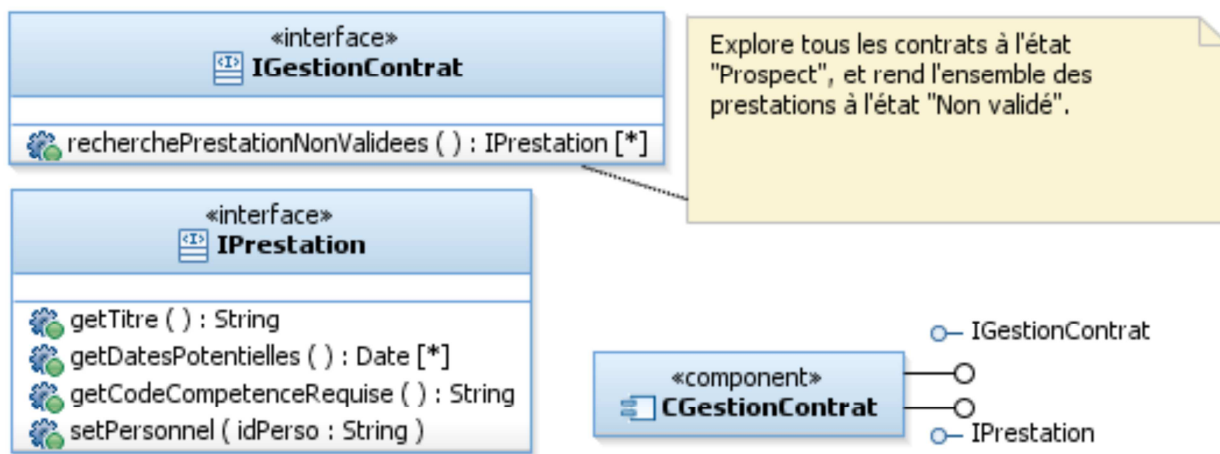 «interface»
IGestionContrat
recherchePrestationNonValidees ( ) : IPrestation [*]
Explore tous les contrats à l'état
"Prospect", et rend l'ensemble des
prestations à l'état "Non validé".
«interface»
IPrestation
getTitre ( ) : String
getDatesPotentielles ( ) : Date [*]
getCodeCompetenceRequise ( ) : String
setPersonnel ( idPerso : String )
«component»
CGestionContrat
IGestionContrat
IPrestation